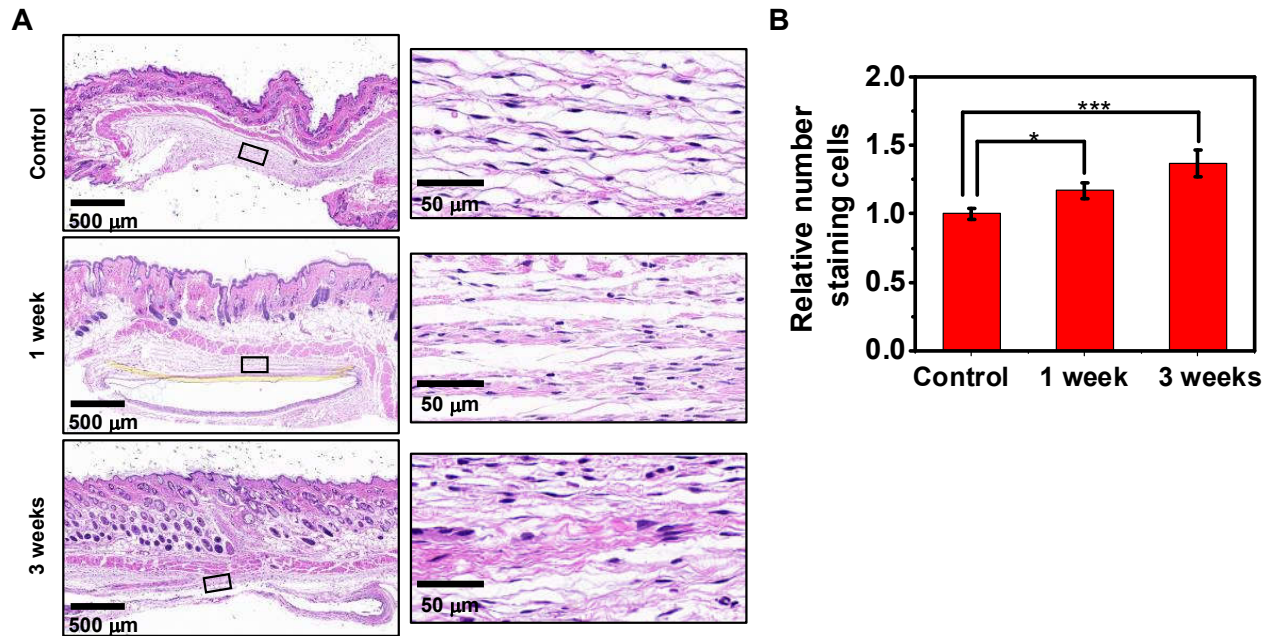 A
B
Control
500 μm
50 μm
1 week
500 μm
50 μm
3 weeks
500 μm
50 μm
Relative number
staining cells
2.0
1.5
1.0
0.5
0.0
***
*
Control 1 week 3 weeks